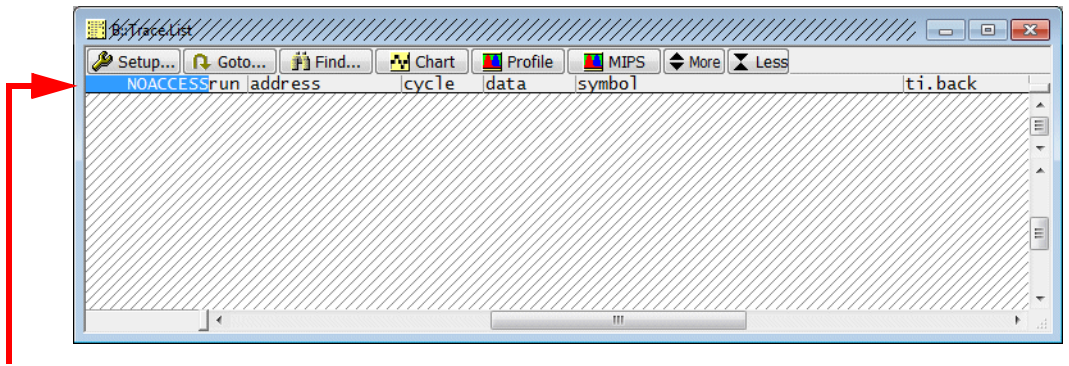 B::Trace.List
Setup... Goto... Find... Chart Profile MIPS More Less
NOACCESS run address cycle data symbol ti.back